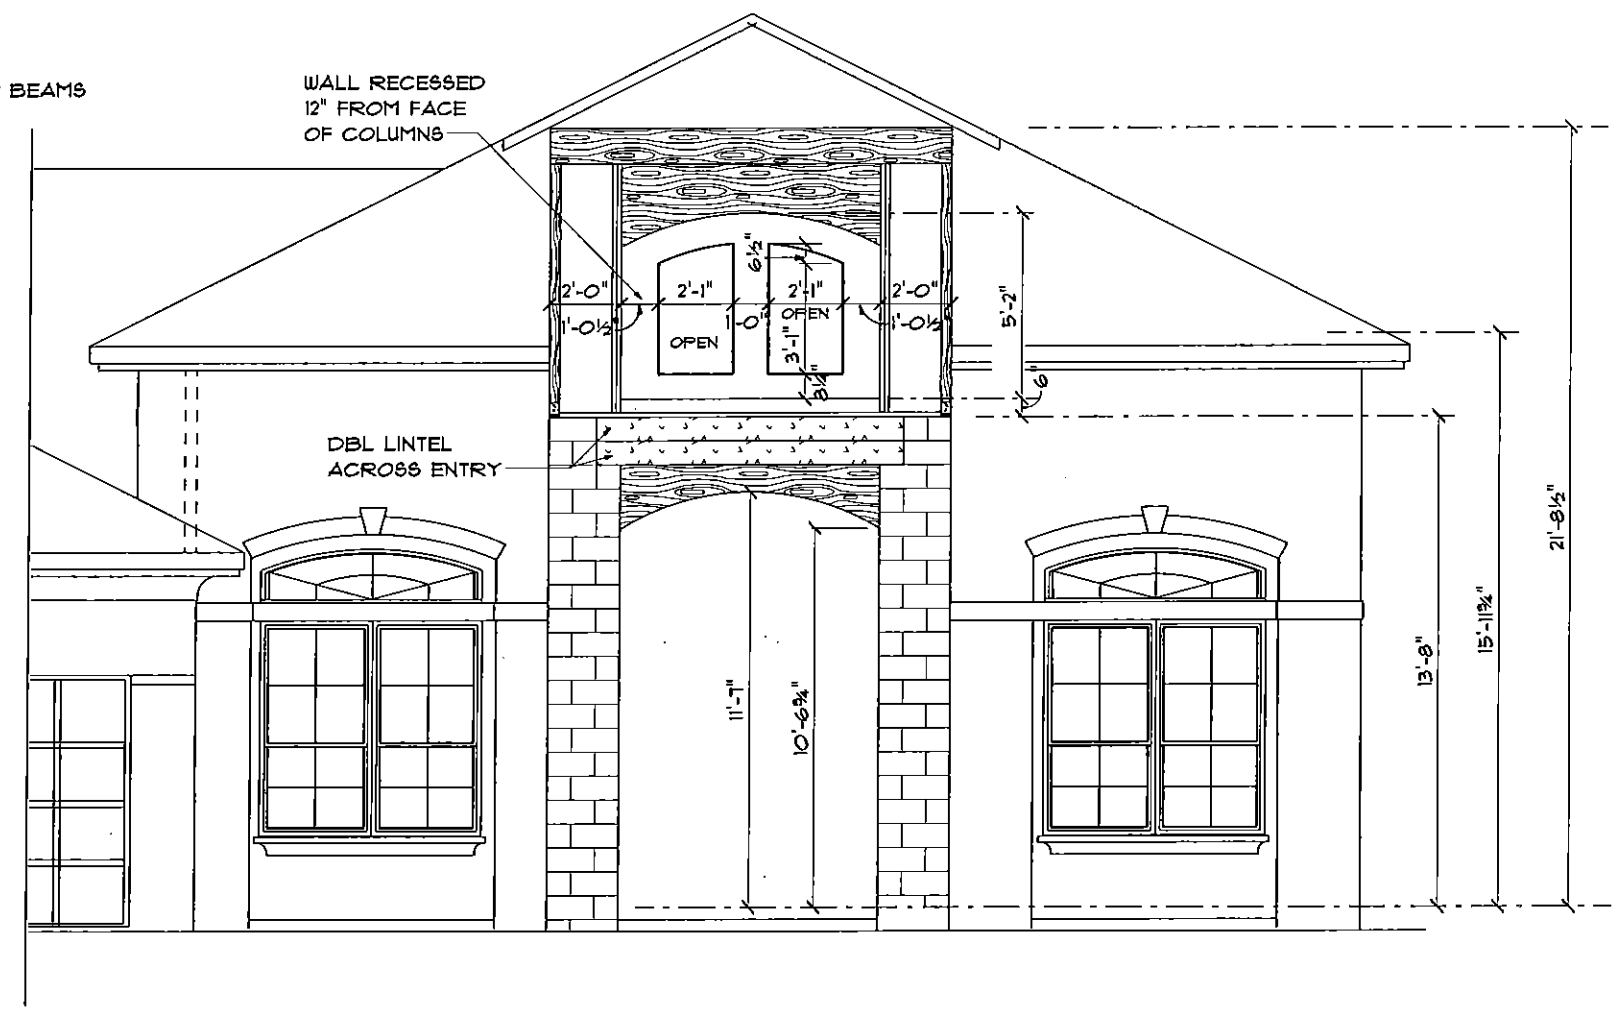 BEAMS
WALL RECESSED
12" FROM FACE
OF COLUMNS
6½"
2'-0"
2'-1"
2'-1"
2'-0"
1'-0½"
1'-0"
OPEN
1'-0½"
OPEN
3'-1"
8¼"
5'-2"
6"
DBL LINTEL
ACROSS ENTRY
11'-7"
10'-6¾"
13'-8"
15'-11¾"
21'-8½"